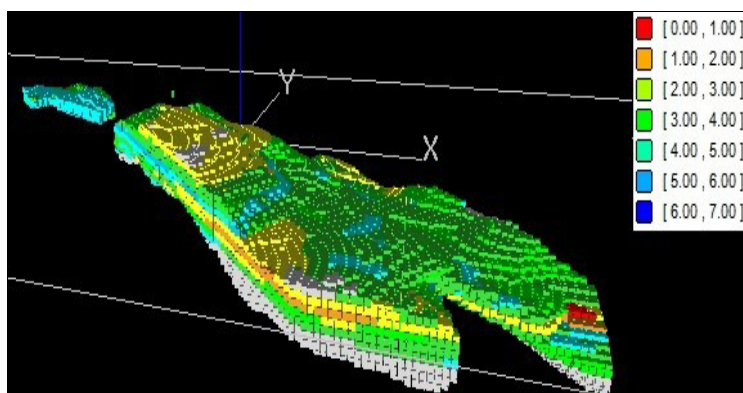 Y
X
[ 0.00 , 1.00 ]
[ 1.00 , 2.00 ]
[ 2.00 , 3.00 ]
[ 3.00 , 4.00 ]
[ 4.00 , 5.00 ]
[ 5.00 , 6.00 ]
[ 6.00 , 7.00 ]